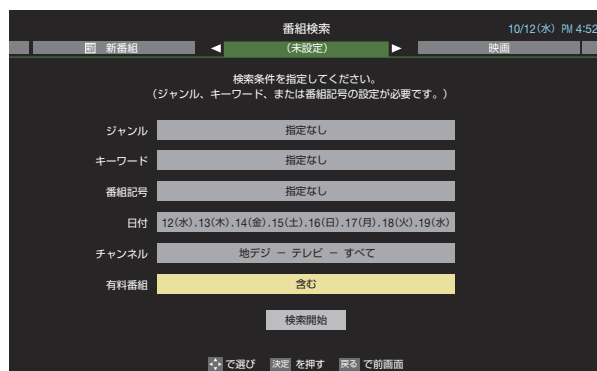 番組検索
10/12(水) PM 4:52
新番組 ◀ (未設定) ▶ 映画
検索条件を指定してください。
(ジャンル、キーワード、または番組記号の設定が必要です。)
ジャンル 指定なし
キーワード 指定なし
番組記号 指定なし
日付 12(水).13(木).14(金).15(土).16(日).17(月).18(火).19(水)
チャンネル 地デジ － テレビ － すべて
有料番組 含む
検索開始
で選び 決定 を押す 戻る で前画面